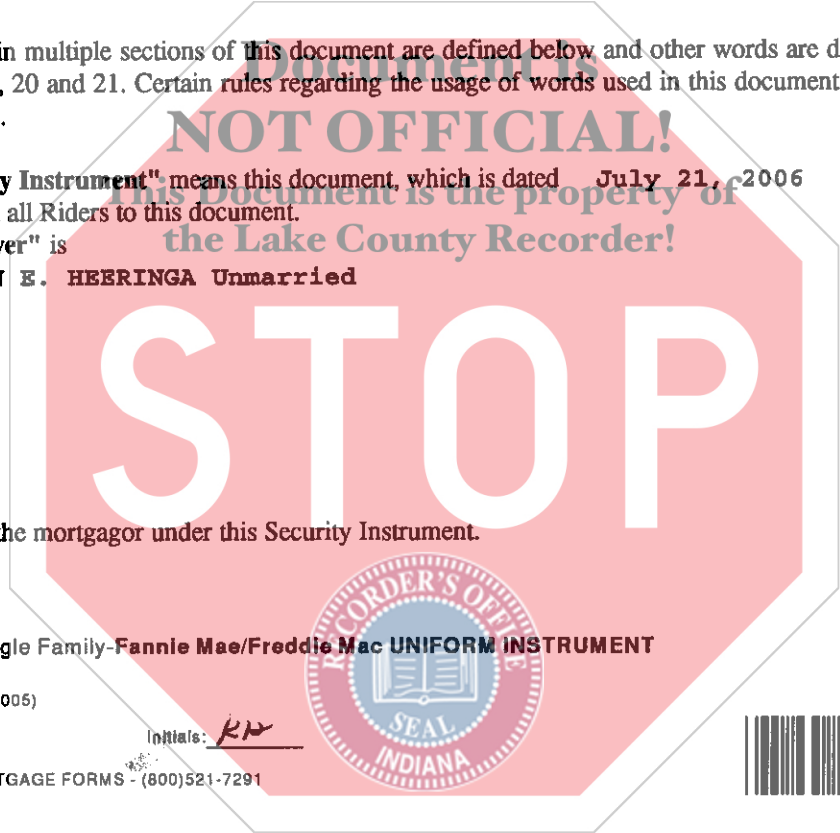 in multiple sections of this document are defined below and other words are d
, 20 and 21. Certain rules regarding the usage of words used in this document
.
Document is
NOT OFFICIAL!
This Document is the property of
the Lake County Recorder!
y Instrument" means this document, which is dated July 21, 2006
all Riders to this document.
er" is
E. HEERINGA Unmarried
STOP
he mortgagor under this Security Instrument.
RECORDER'S OFFICE
SEAL
INDIANA
gle Family-Fannie Mae/Freddie Mac UNIFORM INSTRUMENT
005)
Initials: KH
TGAGE FORMS - (800)521-7291